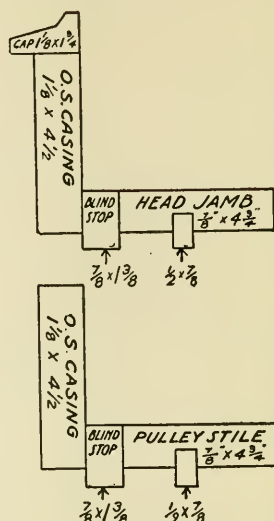 CAP 1⅛ x 1¾
O.S. CASING
1⅛ x 4½
BLIND
STOP
HEAD JAMB
⅞" x 4¾"
⅞ x 1⅜
½ x ⅞
O.S. CASING
1⅛ x 4½
BLIND
STOP
PULLEY STILE
⅞" x 4¾"
⅞ x 1⅜
½ x ⅞